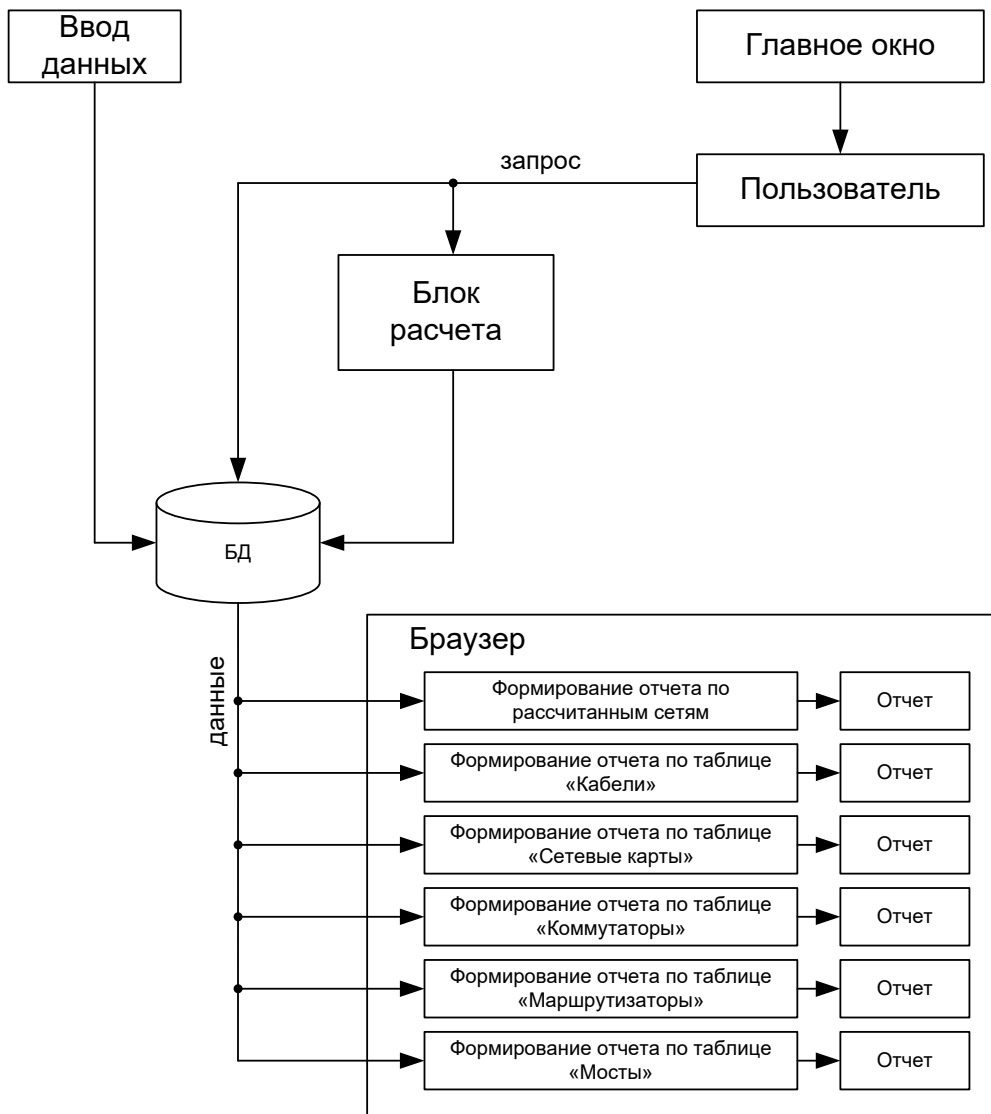 Ввод
данных
Главное окно
запрос
Пользователь
Блок
расчета
БД
данные
Браузер
Формирование отчета по
рассчитанным сетям
Отчет
Формирование отчета по таблице
«Кабели»
Отчет
Формирование отчета по таблице
«Сетевые карты»
Отчет
Формирование отчета по таблице
«Коммутаторы»
Отчет
Формирование отчета по таблице
«Маршрутизаторы»
Отчет
Формирование отчета по таблице
«Мосты»
Отчет